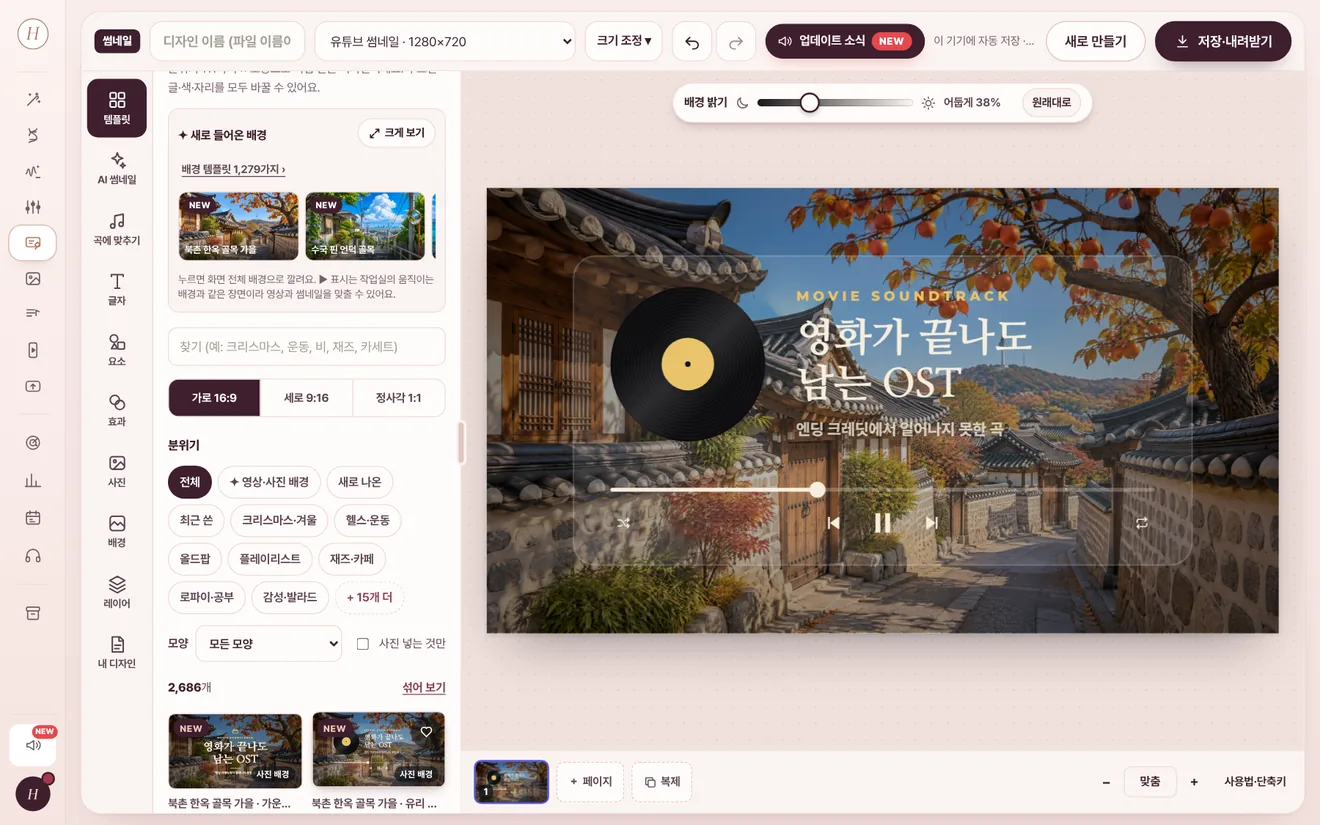 H
썸네일
디자인 이름 (파일 이름이
유튜브 썸네일 · 1280×720
크기 조정 ▾
업데이트 소식 NEW
이 기기에 자동 저장 ·...
새로 만들기
저장·내려받기
템플릿
AI 썸네일
곡에 맞추기
글자
요소
효과
사진
배경
레이어
내 디자인
글·색·자리를 모두 바꿀 수 있어요.
✦ 새로 들어온 배경
크게 보기
배경 템플릿 1,279가지 ›
NEW
북촌 한옥 골목 가을
NEW
수국 핀 언덕 골목
누르면 화면 전체 배경으로 깔려요. ▶ 표시는 작업실의 움직이는
배경과 같은 장면이라 영상과 썸네일을 맞출 수 있어요.
찾기 (예: 크리스마스, 운동, 비, 재즈, 카세트)
가로 16:9
세로 9:16
정사각 1:1
분위기
전체
✦ 영상·사진 배경
새로 나온
최근 쓴
크리스마스·겨울
헬스·운동
올드팝
플레이리스트
재즈·카페
로파이·공부
감성·발라드
+ 15개 더
모양
모든 모양
사진 넣는 것만
2,686개
섞어 보기
NEW
영화가 끝나도
남는 OST
사진 배경
북촌 한옥 골목 가을 · 가운...
NEW
영화가 끝나도
남는 OST
사진 배경
북촌 한옥 골목 가을 · 유리 ...
배경 밝기
어둡게 38%
원래대로
MOVIE SOUNDTRACK
영화가 끝나도
남는 OST
엔딩 크레딧에서 일어나지 못한 곡
1
+ 페이지
복제
− 맞춤 +
사용법·단축키
NEW
H